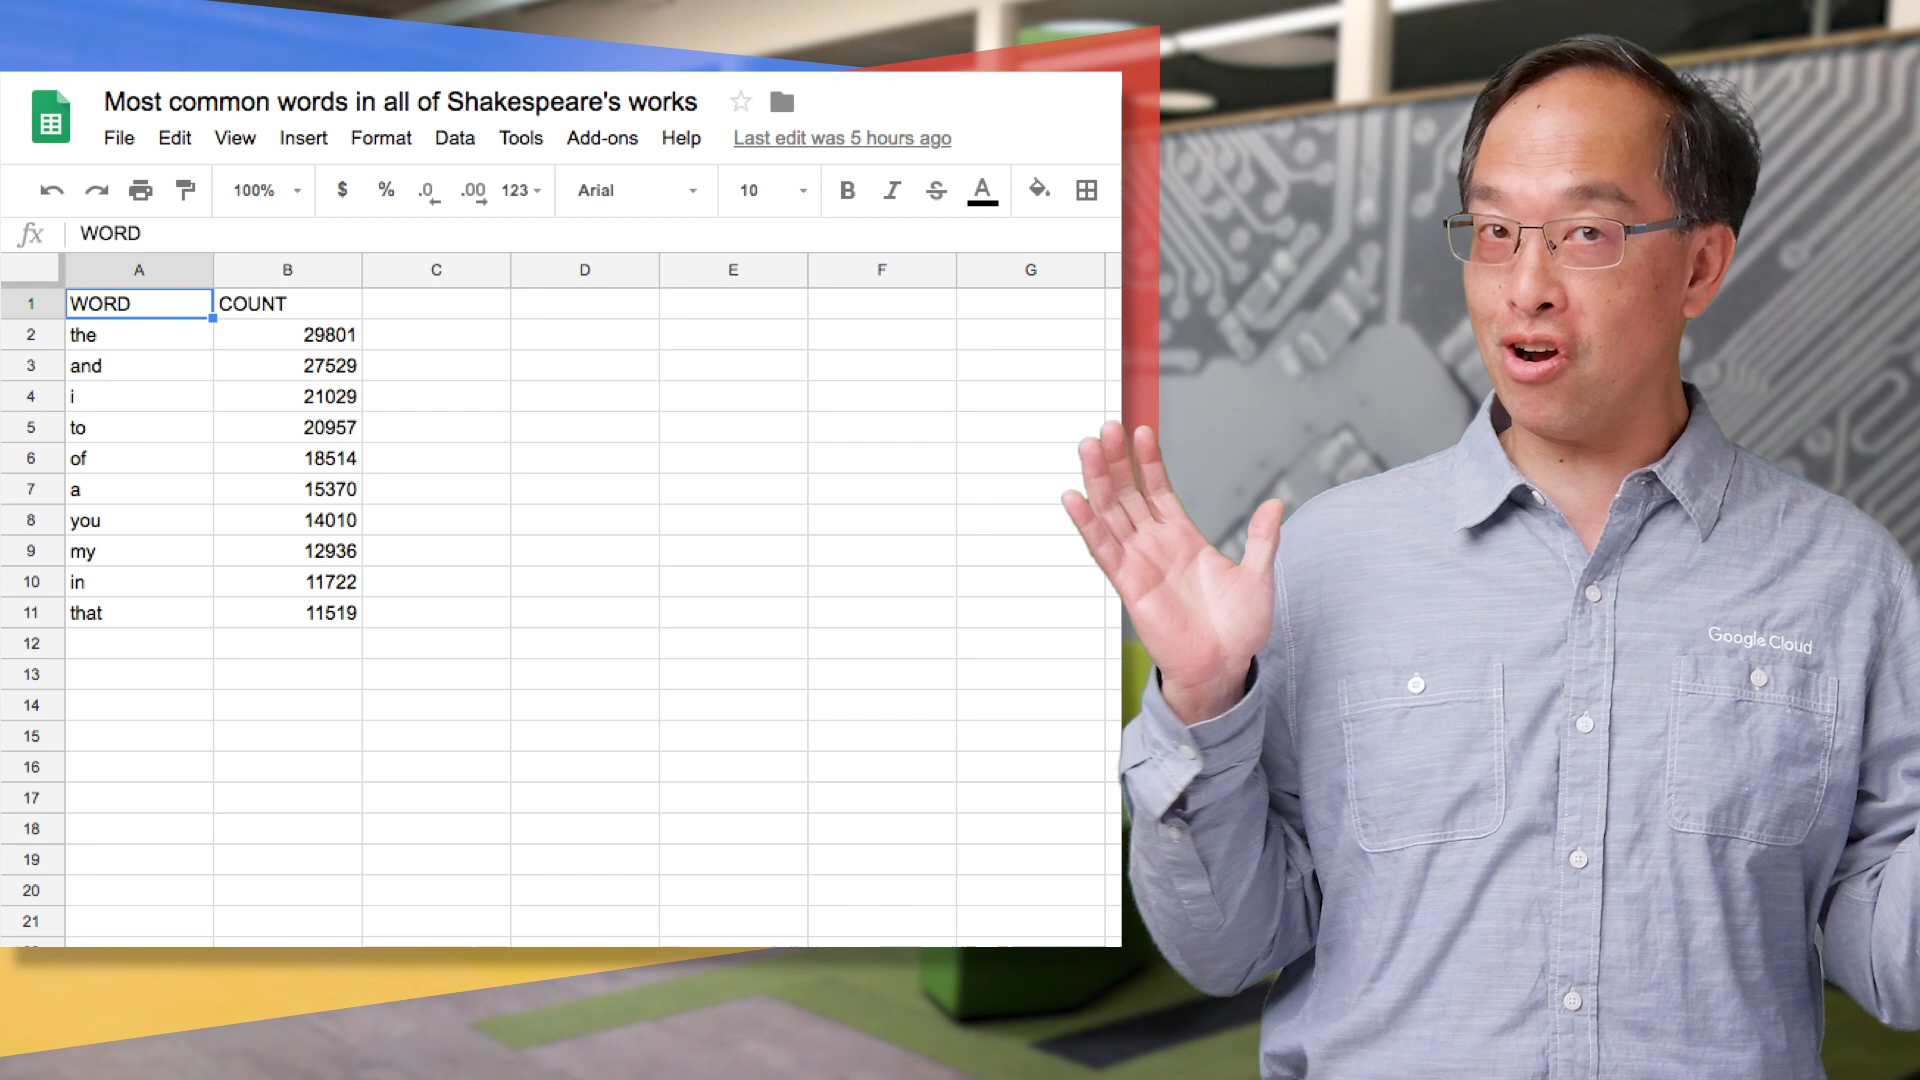 Most common words in all of Shakespeare's works
File Edit View Insert Format Data Tools Add-ons Help Last edit was 5 hours ago
100% $ % .0 .00 123 Arial 10 B I S A
fx WORD
A B C D E F G
1 WORD COUNT
2 the 29801
3 and 27529
4 i 21029
5 to 20957
6 of 18514
7 a 15370
8 you 14010
9 my 12936
10 in 11722
11 that 11519
12
13
14
15
16
17
18
19
20
21
Google Cloud